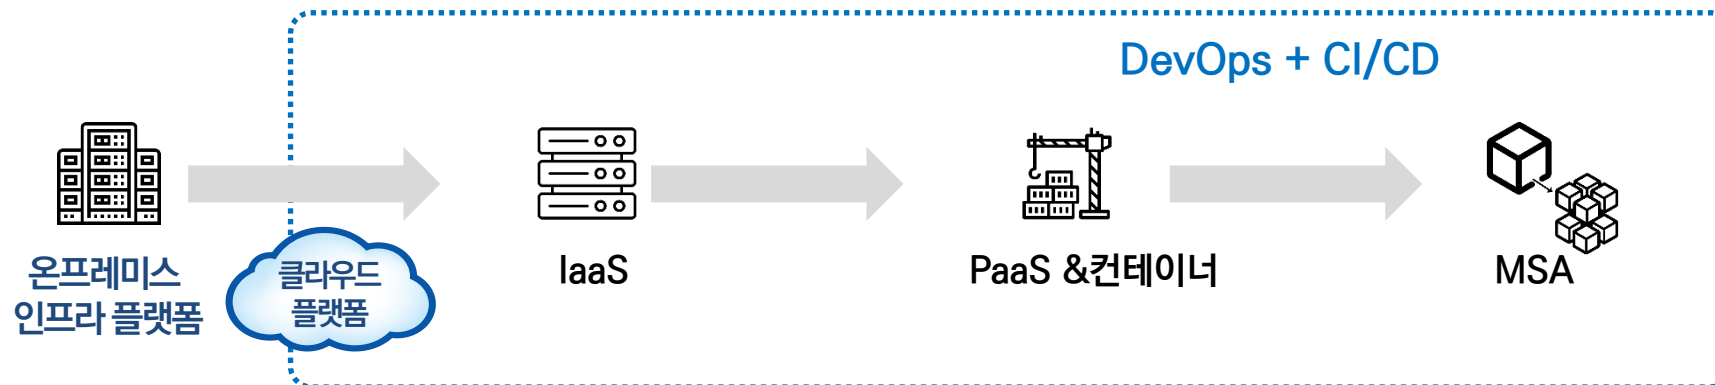 DevOps + CI/CD
온프레미스
인프라 플랫폼
클라우드
플랫폼
IaaS
PaaS &컨테이너
MSA